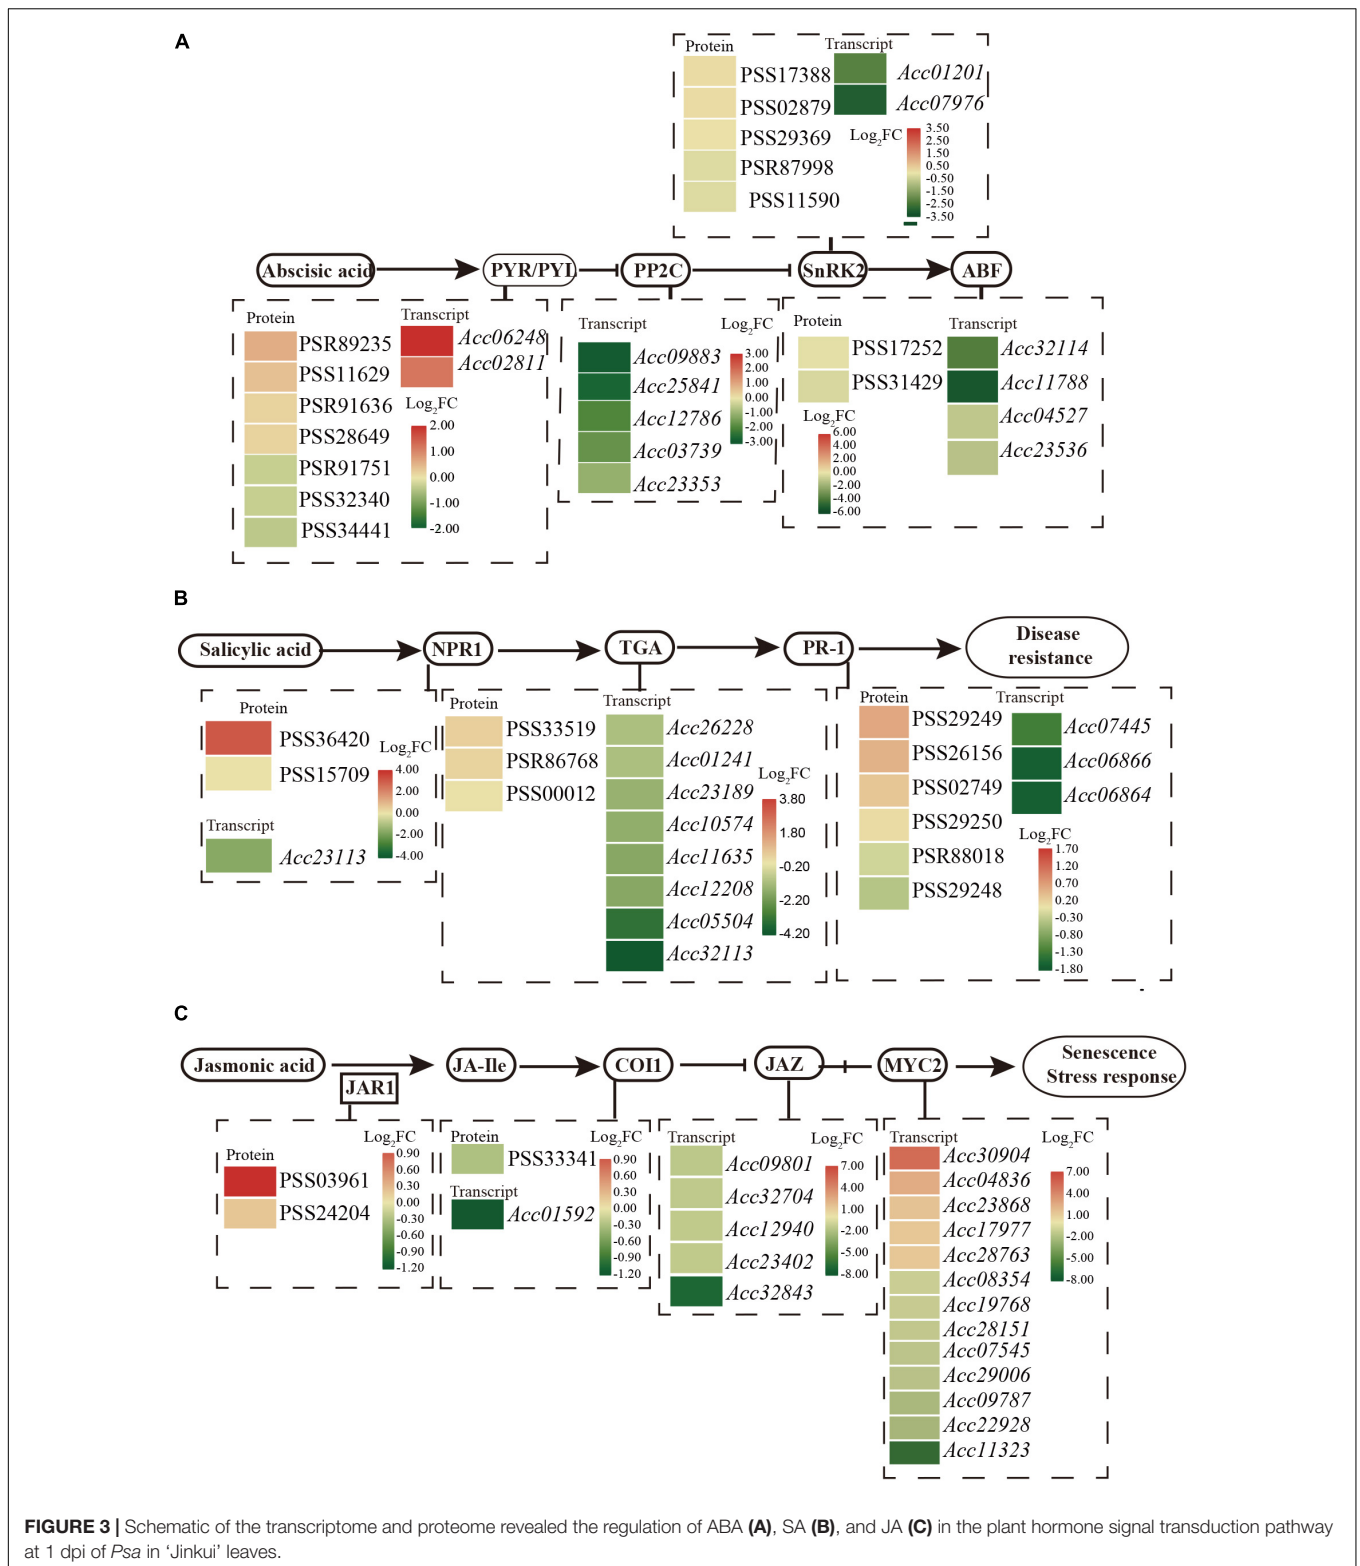 A
Protein
Transcript
PSS17388
PSS02879
PSS29369
PSR87998
PSS11590
Acc01201
Acc07976
Log2FC
3.50
2.50
1.50
0.50
-0.50
-1.50
-2.50
-3.50
Abscisic acid
PYR/PYL
PP2C
SnRK2
ABF
Protein
PSR89235
PSS11629
PSR91636
PSS28649
PSR91751
PSS32340
PSS34441
Transcript
Acc06248
Acc02811
Log2FC
2.00
1.00
0.00
-1.00
-2.00
Transcript
Acc09883
Acc25841
Acc12786
Acc03739
Acc23353
Log2FC
3.00
2.00
1.00
0.00
-1.00
-2.00
-3.00
Protein
PSS17252
PSS31429
Log2FC
6.00
4.00
2.00
0.00
-2.00
-4.00
-6.00
Transcript
Acc32114
Acc11788
Acc04527
Acc23536
B
Salicylic acid
NPR1
TGA
PR-1
Disease
resistance
Protein
PSS36420
PSS15709
Transcript
Acc23113
Log2FC
4.00
2.00
0.00
-2.00
-4.00
Protein
PSS33519
PSR86768
PSS00012
Transcript
Acc26228
Acc01241
Acc23189
Acc10574
Acc11635
Acc12208
Acc05504
Acc32113
Log2FC
3.80
1.80
-0.20
-2.20
-4.20
Protein
PSS29249
PSS26156
PSS02749
PSS29250
PSR88018
PSS29248
Transcript
Acc07445
Acc06866
Acc06864
Log2FC
1.70
1.20
0.70
0.20
-0.30
-0.80
-1.30
-1.80
C
Jasmonic acid
JAR1
JA-Ile
COI1
JAZ
MYC2
Senescence
Stress response
Protein
PSS03961
PSS24204
Log2FC
0.90
0.60
0.30
0.00
-0.30
-0.60
-0.90
-1.20
Protein
PSS33341
Transcript
Acc01592
Log2FC
0.90
0.60
0.30
0.00
-0.30
-0.60
-0.90
-1.20
Transcript
Acc09801
Acc32704
Acc12940
Acc23402
Acc32843
Log2FC
7.00
4.00
1.00
-2.00
-5.00
-8.00
Transcript
Acc30904
Acc04836
Acc23868
Acc17977
Acc28763
Acc08354
Acc19768
Acc28151
Acc07545
Acc29006
Acc09787
Acc22928
Acc11323
Log2FC
7.00
4.00
1.00
-2.00
-5.00
-8.00
FIGURE 3 | Schematic of the transcriptome and proteome revealed the regulation of ABA (A), SA (B), and JA (C) in the plant hormone signal transduction pathway
at 1 dpi of Psa in ‘Jinkui’ leaves.